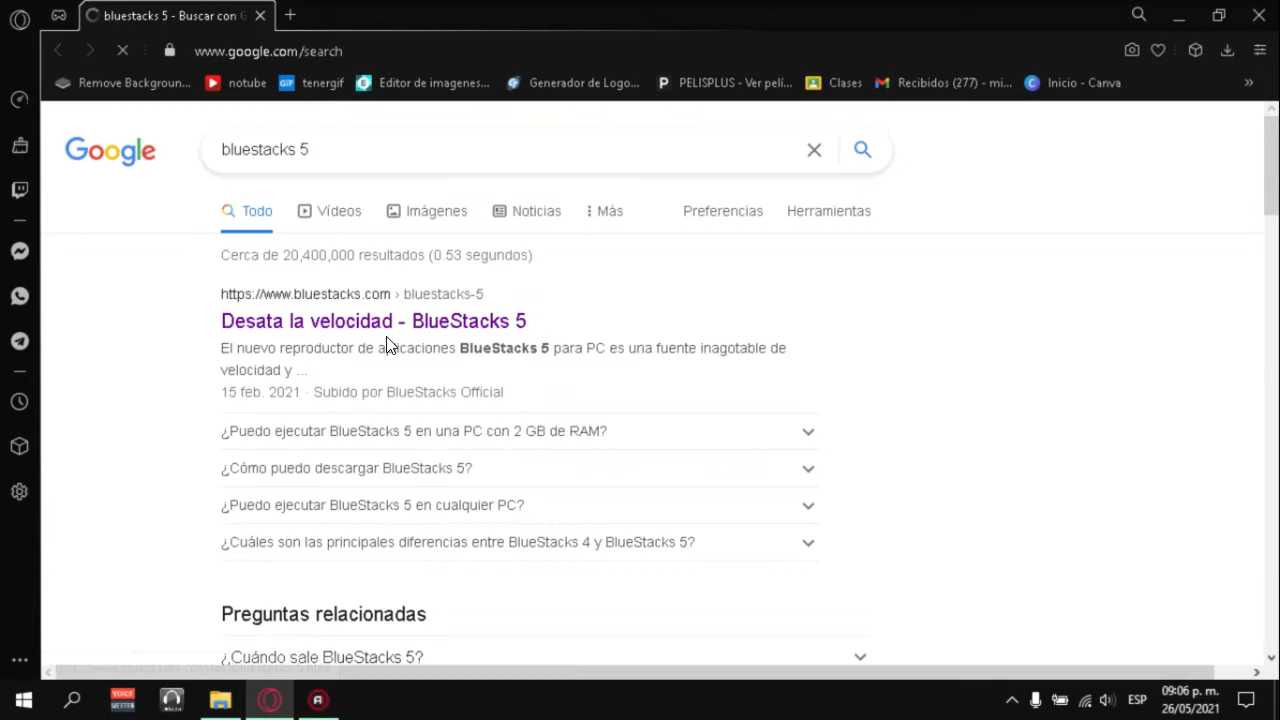 bluestacks 5 - Buscar con G
www.google.com/search
Remove Backgroun... notube GIF tenergif Editor de imagenes... Generador de Logo... P PELISPLUS - Ver pelí... Clases Recibidos (277) - mi... C Inicio - Canva »
Google bluestacks 5
Todo Vídeos Imágenes Noticias Más Preferencias Herramientas
Cerca de 20,400,000 resultados (0.53 segundos)
https://www.bluestacks.com › bluestacks-5
Desata la velocidad - BlueStacks 5
El nuevo reproductor de aplicaciones BlueStacks 5 para PC es una fuente inagotable de
velocidad y ...
15 feb. 2021 · Subido por BlueStacks Official
¿Puedo ejecutar BlueStacks 5 en una PC con 2 GB de RAM?
¿Cómo puedo descargar BlueStacks 5?
¿Puedo ejecutar BlueStacks 5 en cualquier PC?
¿Cuáles son las principales diferencias entre BlueStacks 4 y BlueStacks 5?
Preguntas relacionadas
¿Cuándo sale BlueStacks 5?
VOICE
MEETER
ESP
09:06 p. m.
26/05/2021